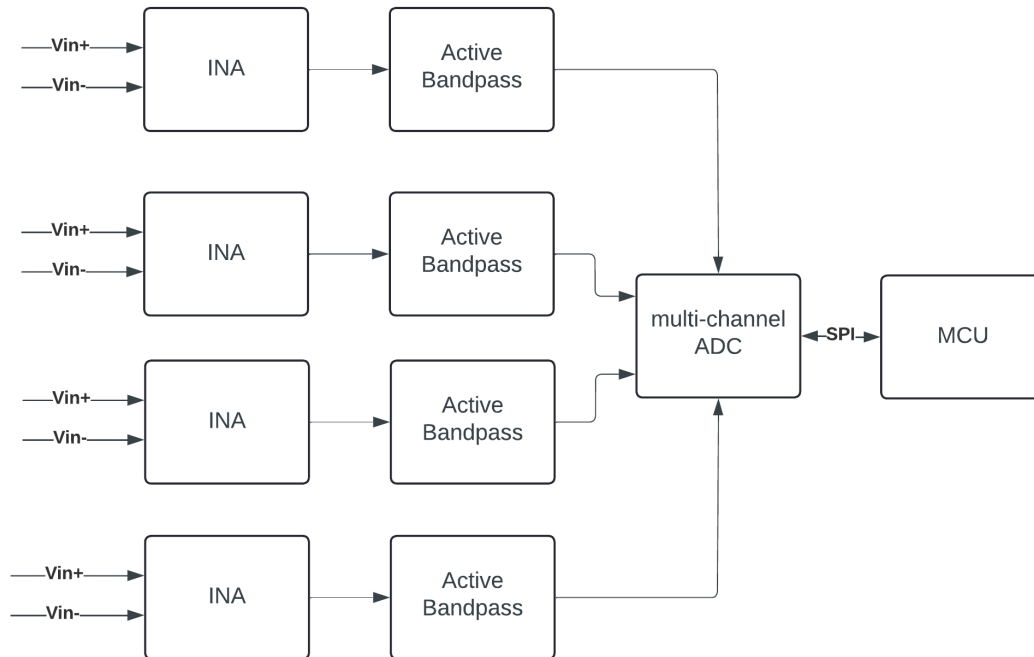 Vin+
Vin-
INA
Active
Bandpass
Vin+
Vin-
INA
Active
Bandpass
multi-channel
ADC
SPI
MCU
Vin+
Vin-
INA
Active
Bandpass
Vin+
Vin-
INA
Active
Bandpass